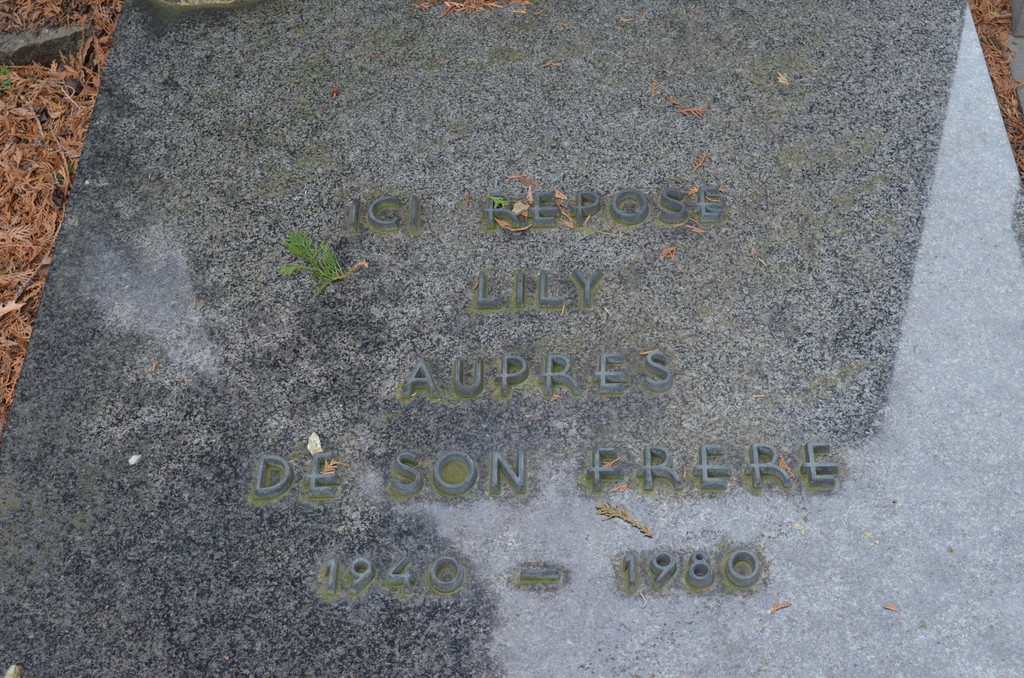 ICI REPOSE
LILY
AUPRES
DE SON FRERE
1940 - 1980